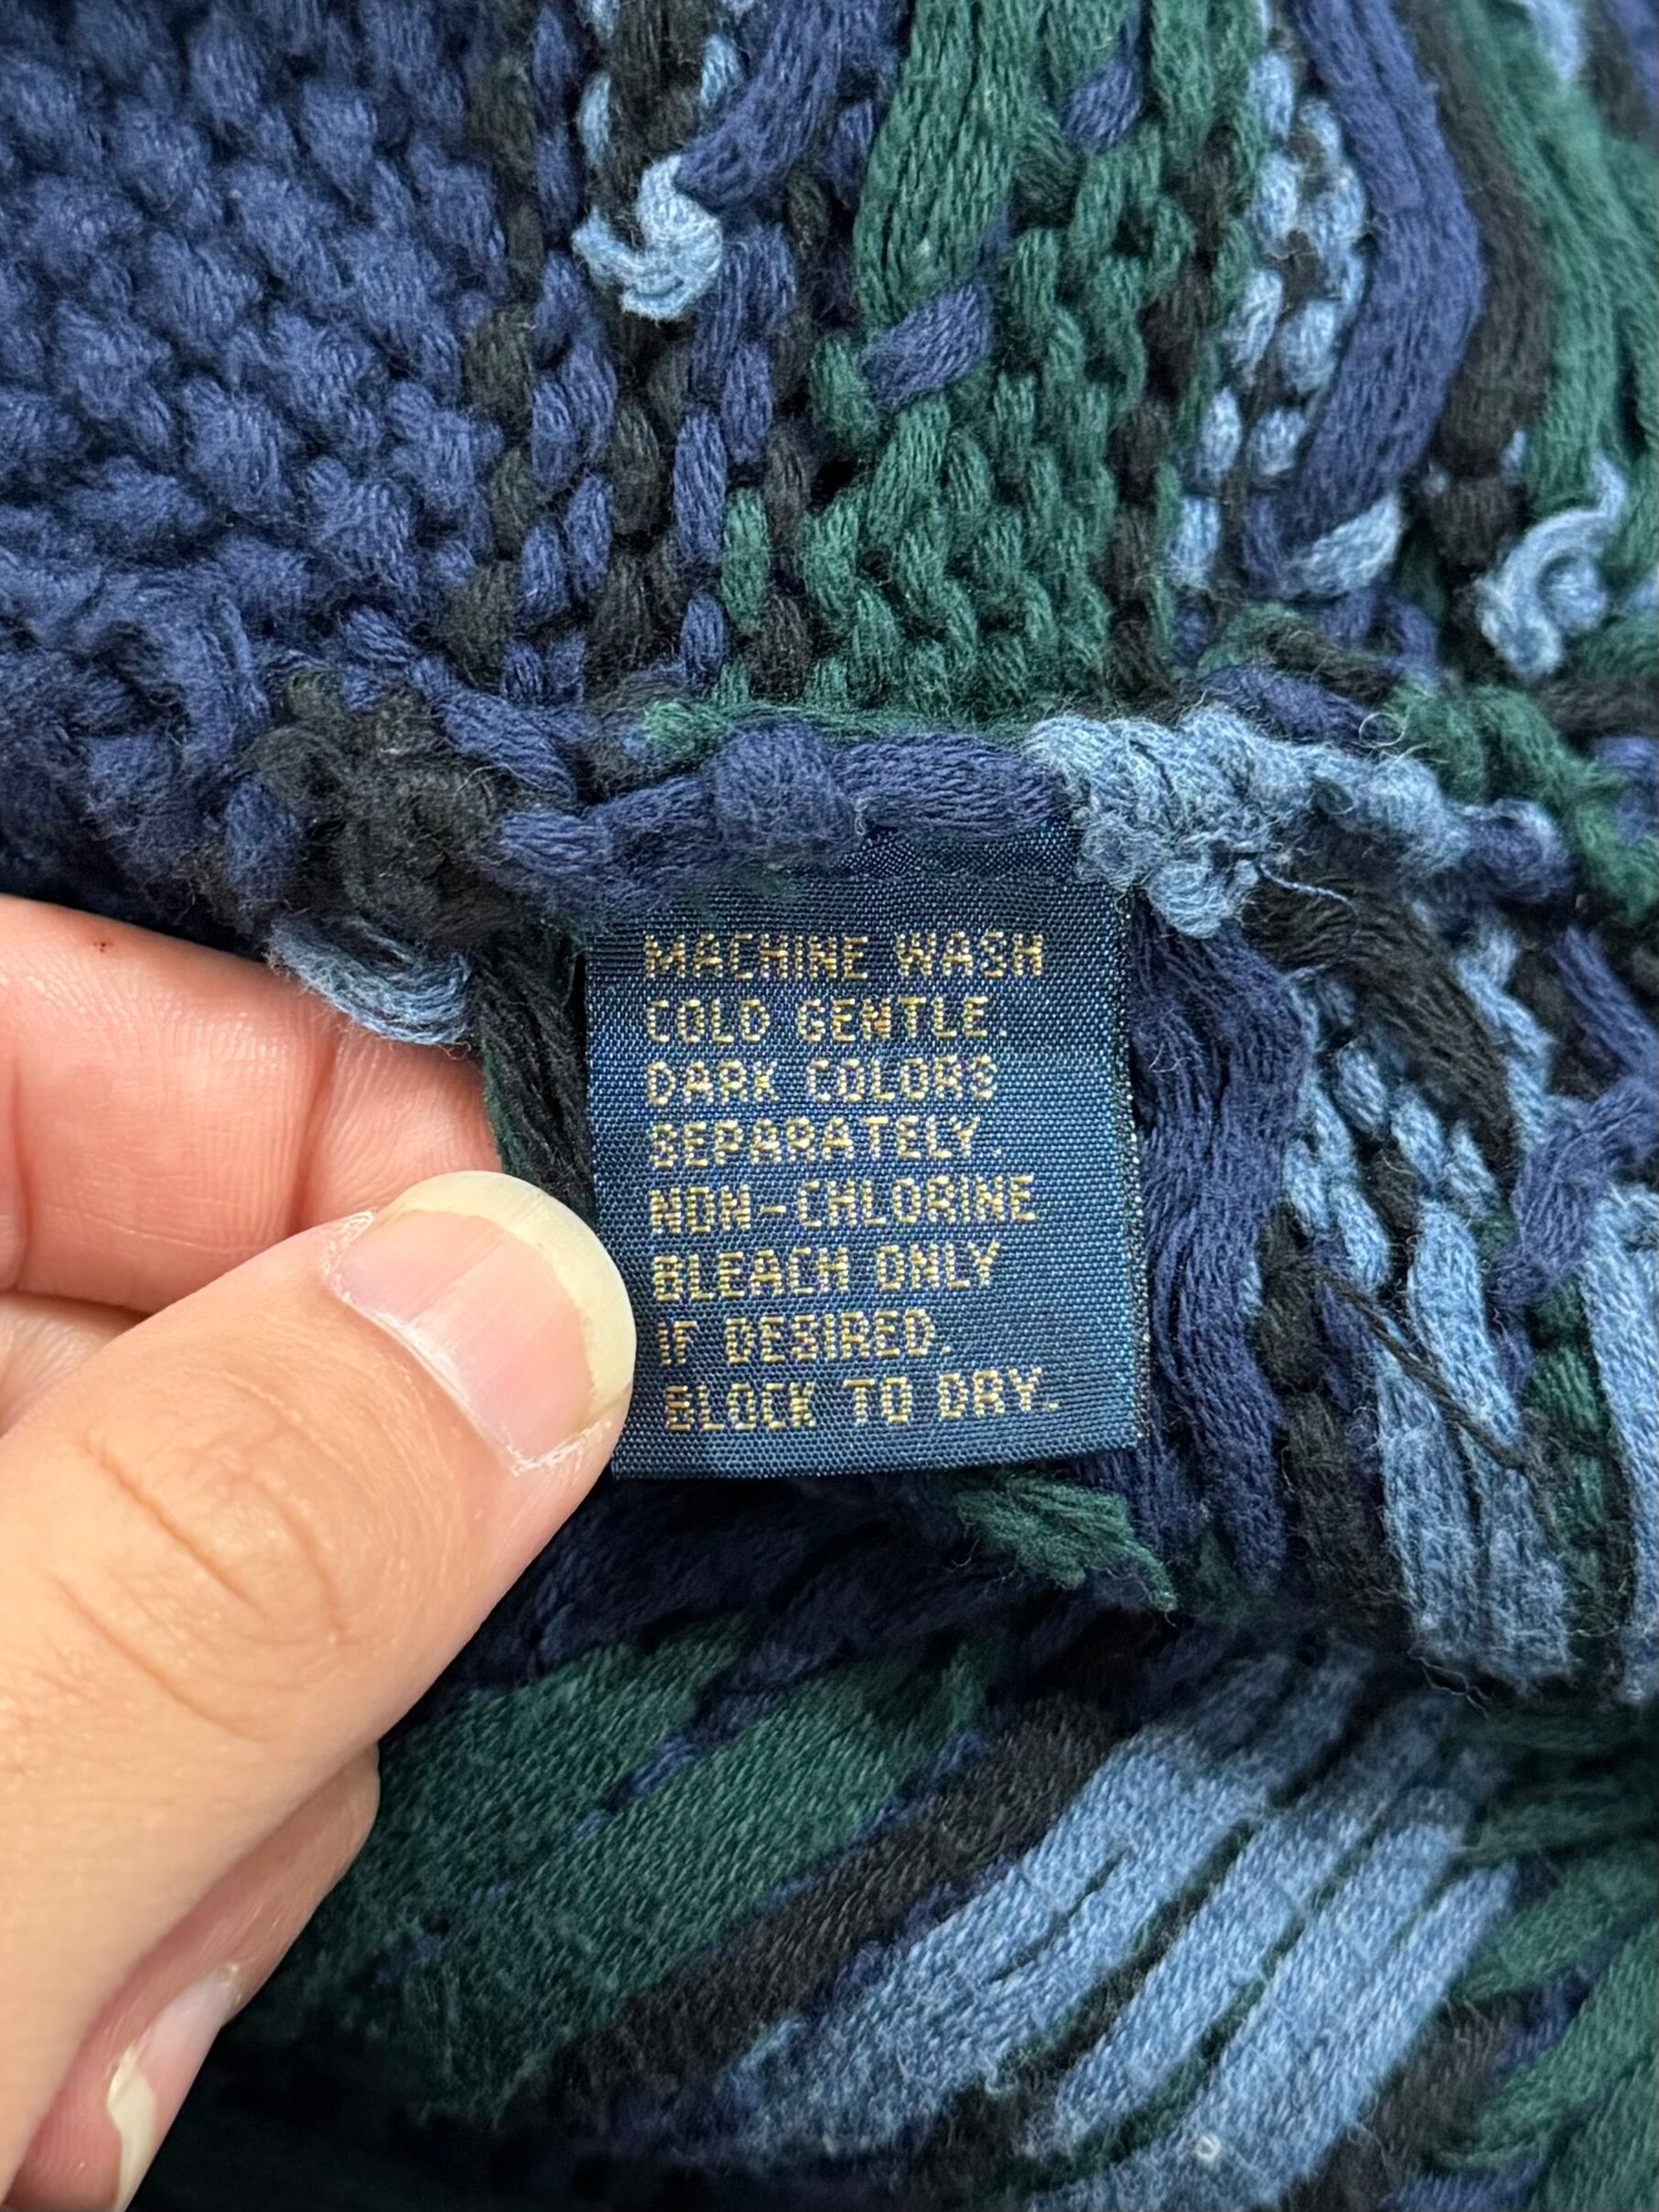 MACHINE WASH
COLD GENTLE.
DARK COLORS
SEPARATELY.
NON-CHLORINE
BLEACH ONLY
IF DESIRED.
BLOCK TO DRY.